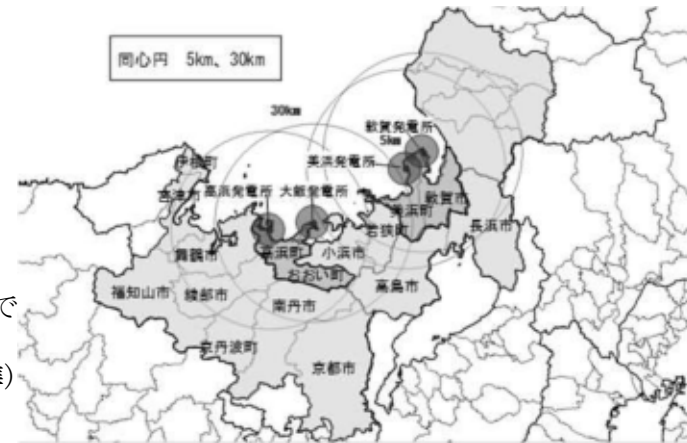 同心円 5km、30km
30km
敦賀発電所
5km
美浜発電所
伊根町
宮津市
高浜発電所 大飯発電所
美浜町
敦賀市
長浜市
若狭町
舞鶴市
高浜町
小浜市
おおい町
高島市
福知山市
綾部市
南丹市
で
京丹波町
京都市
)